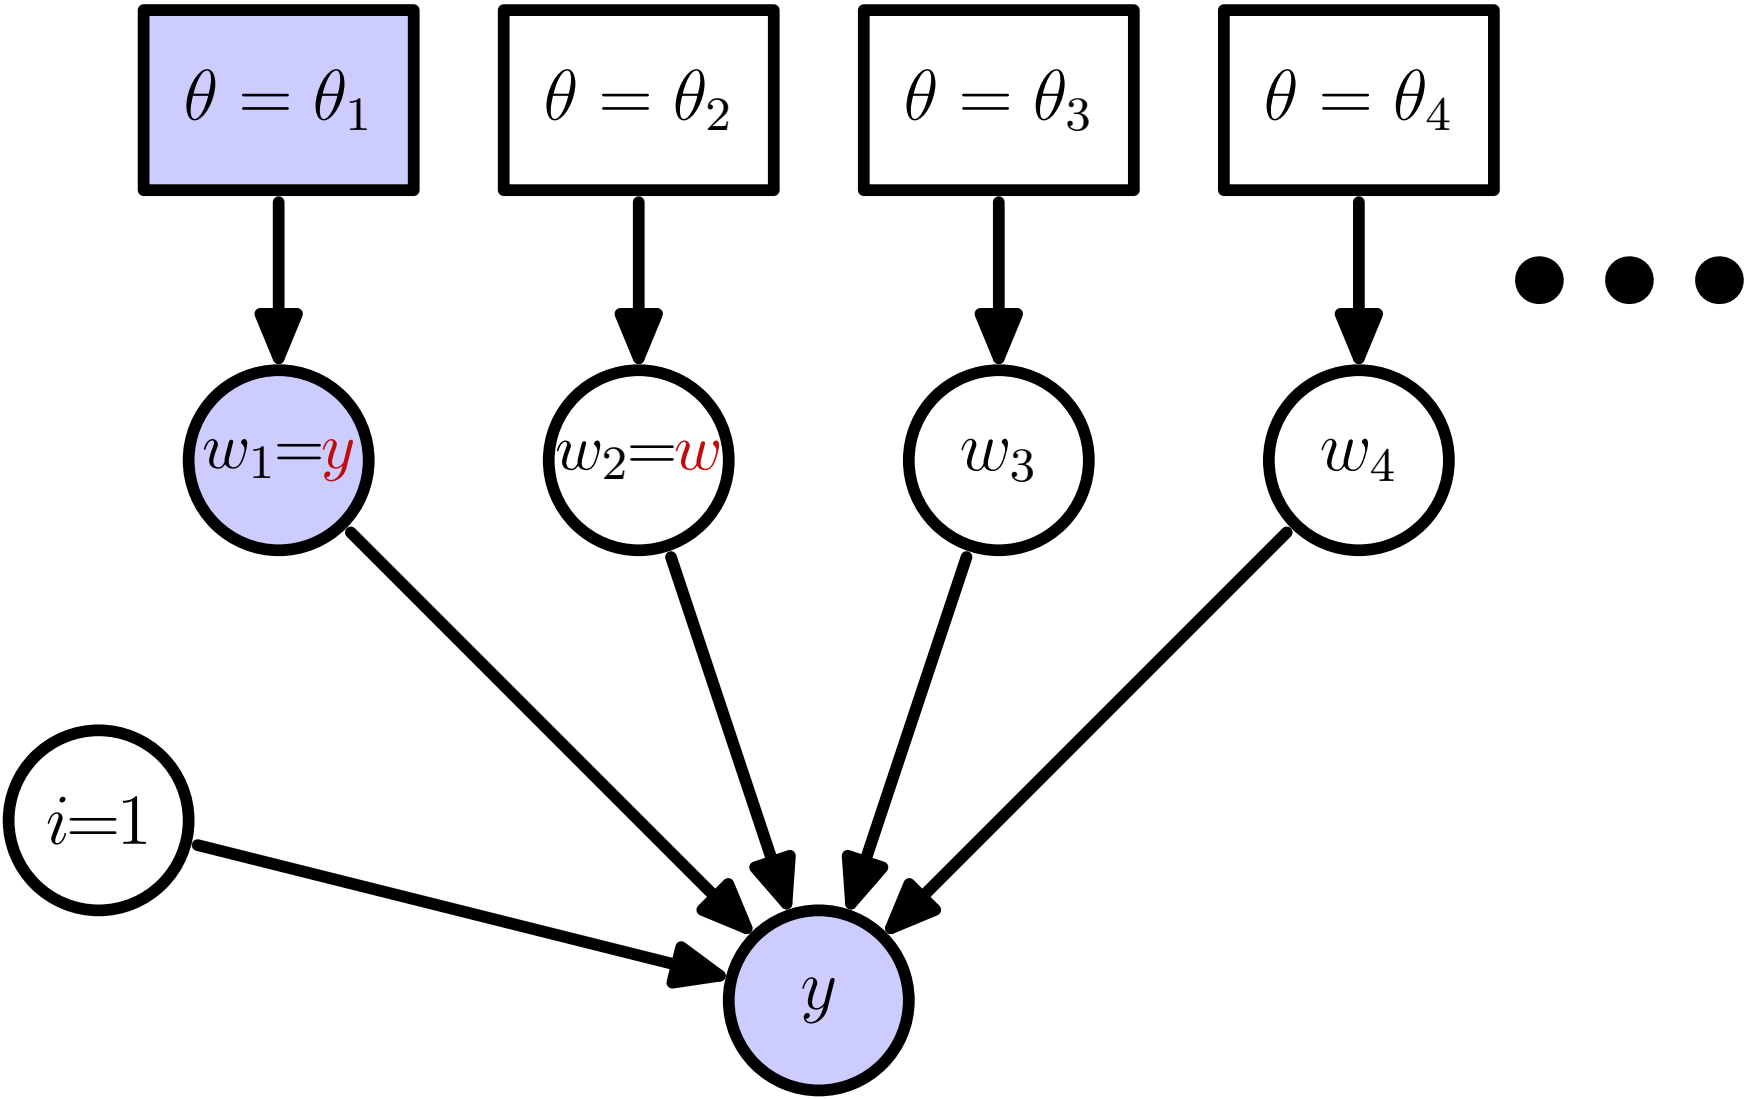 θ = θ₁ θ = θ₂ θ = θ₃ θ = θ₄
w₁=y w₂=w w₃ w₄
i=1
y